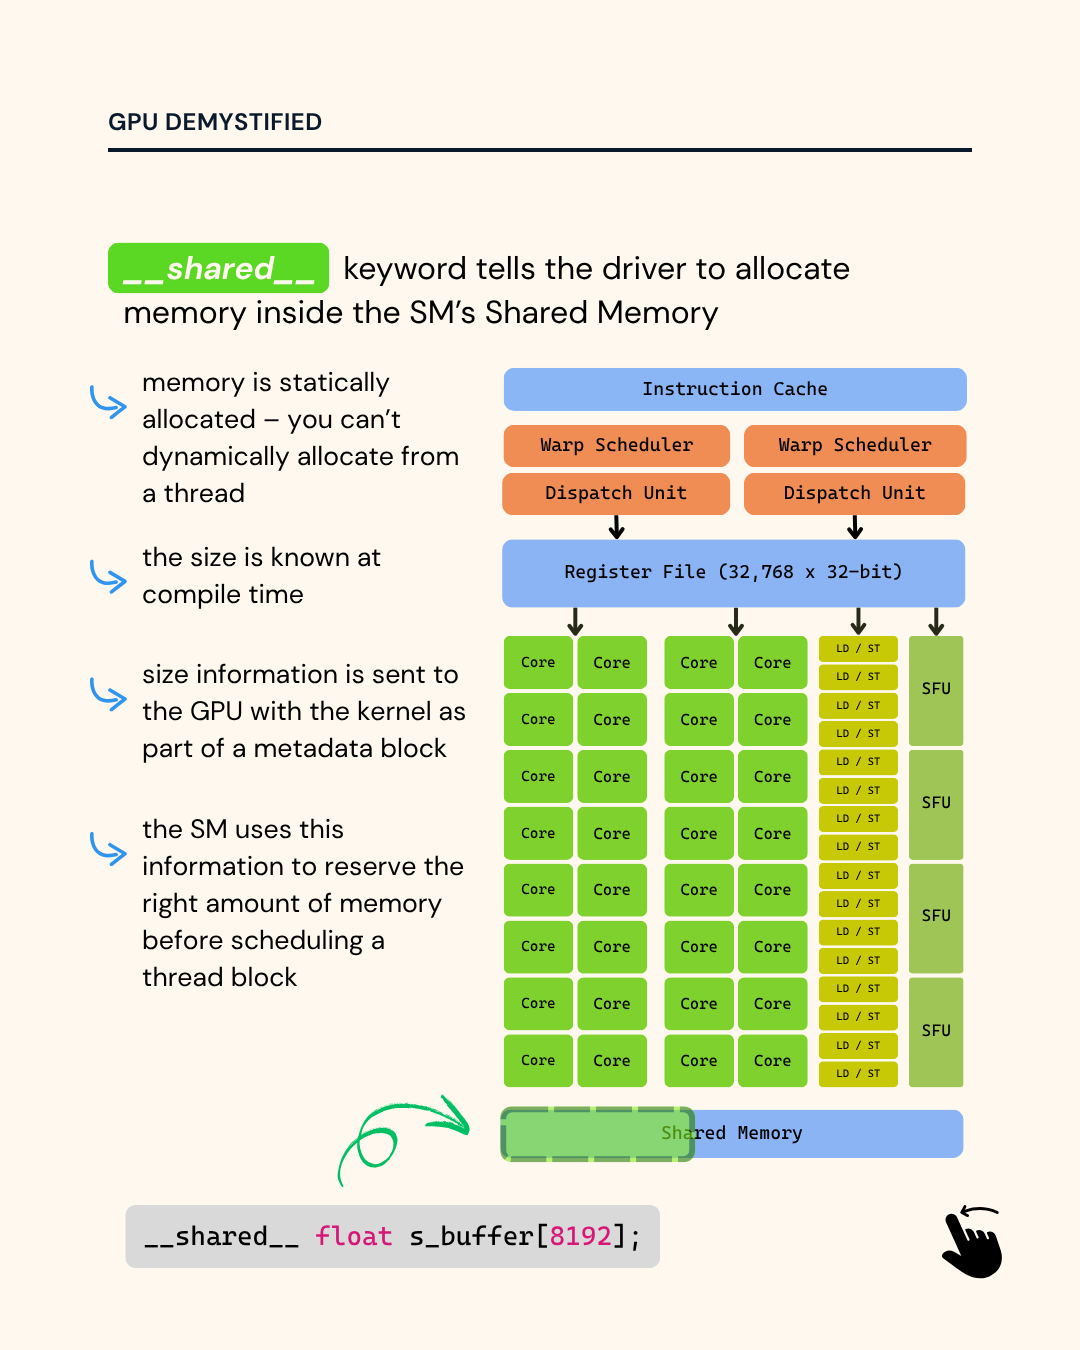 GPU DEMYSTIFIED
__shared__ keyword tells the driver to allocate
memory inside the SM’s Shared Memory
memory is statically
allocated – you can’t
dynamically allocate from
a thread
the size is known at
compile time
size information is sent to
the GPU with the kernel as
part of a metadata block
the SM uses this
information to reserve the
right amount of memory
before scheduling a
thread block
Instruction Cache
Warp Scheduler Warp Scheduler
Dispatch Unit Dispatch Unit
Register File (32,768 x 32-bit)
Core Core Core Core LD / ST
LD / ST
SFU
Core Core Core Core LD / ST
LD / ST
Core Core Core Core LD / ST
LD / ST
SFU
Core Core Core Core LD / ST
LD / ST
Core Core Core Core LD / ST
LD / ST
SFU
Core Core Core Core LD / ST
LD / ST
Core Core Core Core LD / ST
LD / ST
SFU
Core Core Core Core LD / ST
LD / ST
Shared Memory
__shared__ float s_buffer[8192];